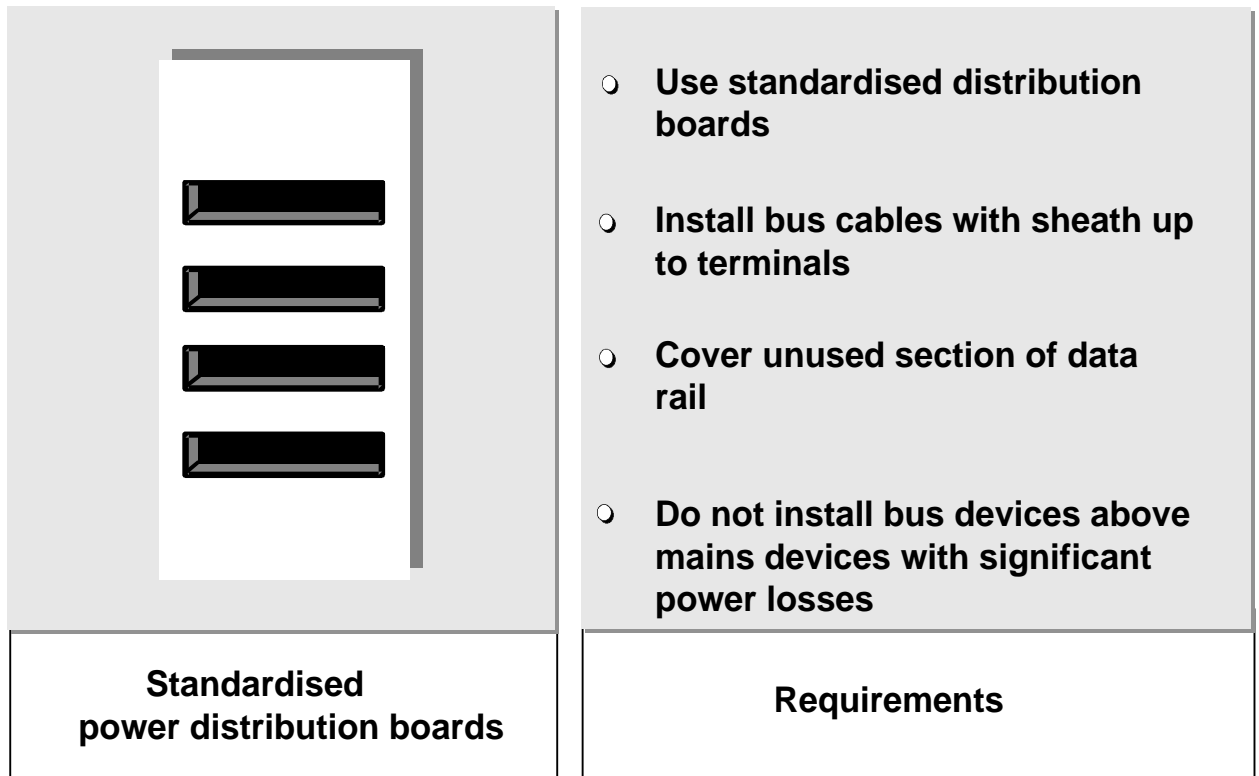 Standardised
power distribution boards
Use standardised distribution
boards
Install bus cables with sheath up
to terminals
Cover unused section of data
rail
Do not install bus devices above
mains devices with significant
power losses
Requirements